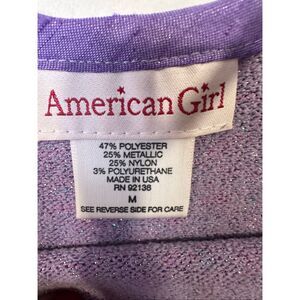 American Girl
47% POLYESTER
25% METALLIC
25% NYLON
3% POLYURETHANE
MADE IN USA
RN 92136
M
SEE REVERSE SIDE FOR CARE